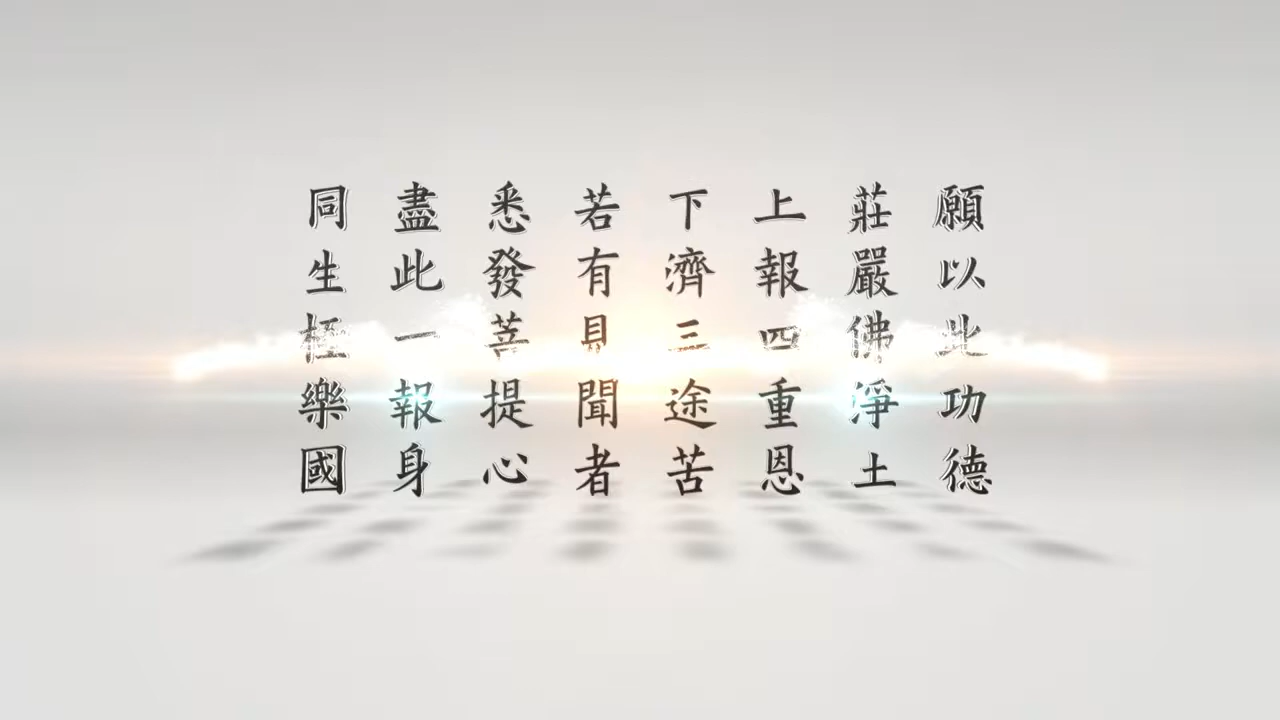 願以此功德
莊嚴佛淨土
上報四重恩
下濟三途苦
若有見聞者
悉發菩提心
盡此一報身
同生極樂國